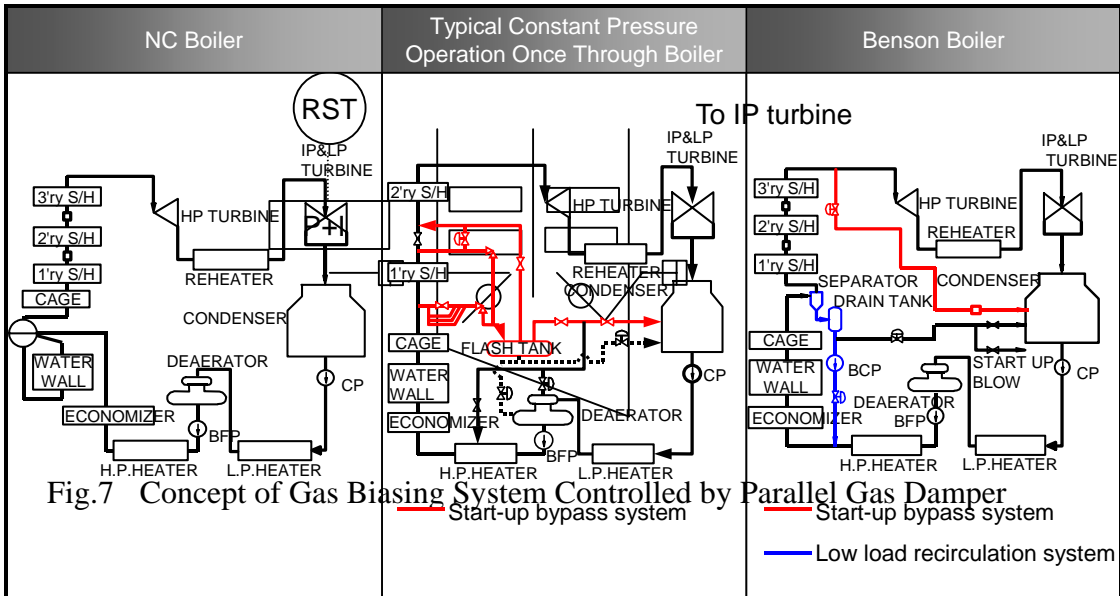 NC Boiler
Typical Constant Pressure
Operation Once Through Boiler
Benson Boiler
RST
IP&LP
TURBINE
3'ry S/H
2'ry S/H
1'ry S/H
CAGE
HP TURBINE
REHEATER
CONDENSER
WATER
WALL
DEAERATOR
CP
ECONOMIZER
BFP
H.P.HEATER
L.P.HEATER
To IP turbine
IP&LP
TURBINE
2'ry S/H
HP TURBINE
1'ry S/H
REHEATER
CONDENSER
CAGE
FLASH TANK
WATER
WALL
CP
DEAERATOR
ECONOMIZER
BFP
H.P.HEATER
L.P.HEATER
IP&LP
TURBINE
3'ry S/H
HP TURBINE
2'ry S/H
REHEATER
1'ry S/H
SEPARATOR
CONDENSER
DRAIN TANK
CAGE
START UP
BLOW
WATER
WALL
BCP
CP
DEAERATOR
ECONOMIZER
BFP
H.P.HEATER
L.P.HEATER
Fig.7 Concept of Gas Biasing System Controlled by Parallel Gas Damper
Start-up bypass system
Start-up bypass system
Low load recirculation system